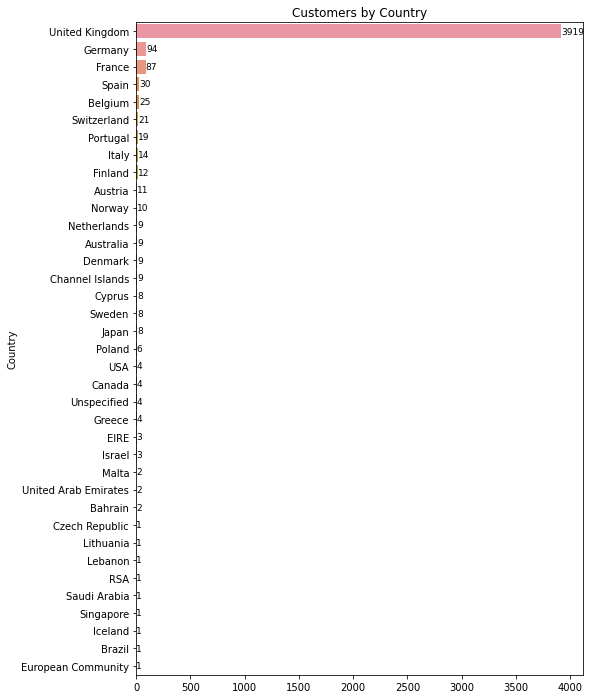 Customers by Country
Country
United Kingdom 3919
Germany 94
France 87
Spain 30
Belgium 25
Switzerland 21
Portugal 19
Italy 14
Finland 12
Austria 11
Norway 10
Netherlands 9
Australia 9
Denmark 9
Channel Islands 9
Cyprus 8
Sweden 8
Japan 8
Poland 6
USA 4
Canada 4
Unspecified 4
Greece 4
EIRE 3
Israel 3
Malta 2
United Arab Emirates 2
Bahrain 2
Czech Republic 1
Lithuania 1
Lebanon 1
RSA 1
Saudi Arabia 1
Singapore 1
Iceland 1
Brazil 1
European Community 1
0 500 1000 1500 2000 2500 3000 3500 4000